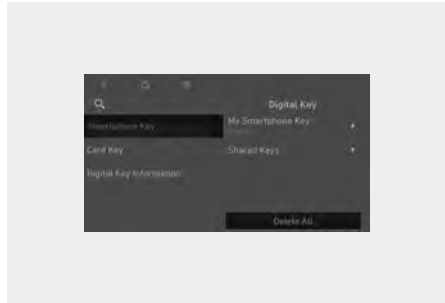 Digital Key
Smartphone Key
My Smartphone Key
Card Key
Shared Keys
Digital Key Information
Delete All